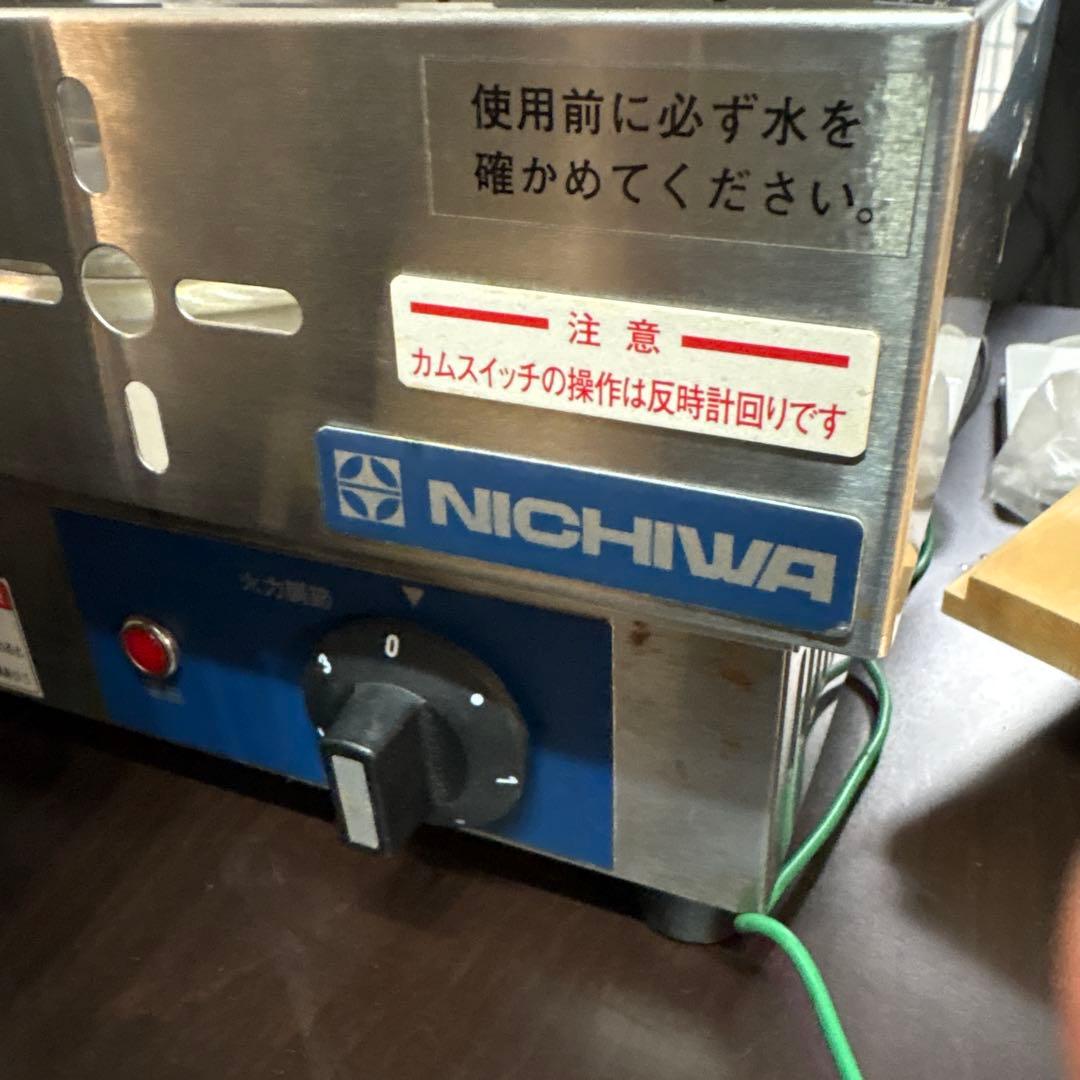 使用前に必ず水を
確かめてください。
注意
カムスイッチの操作は反時計回りです
NICHIWA
火力調節
0
3
1